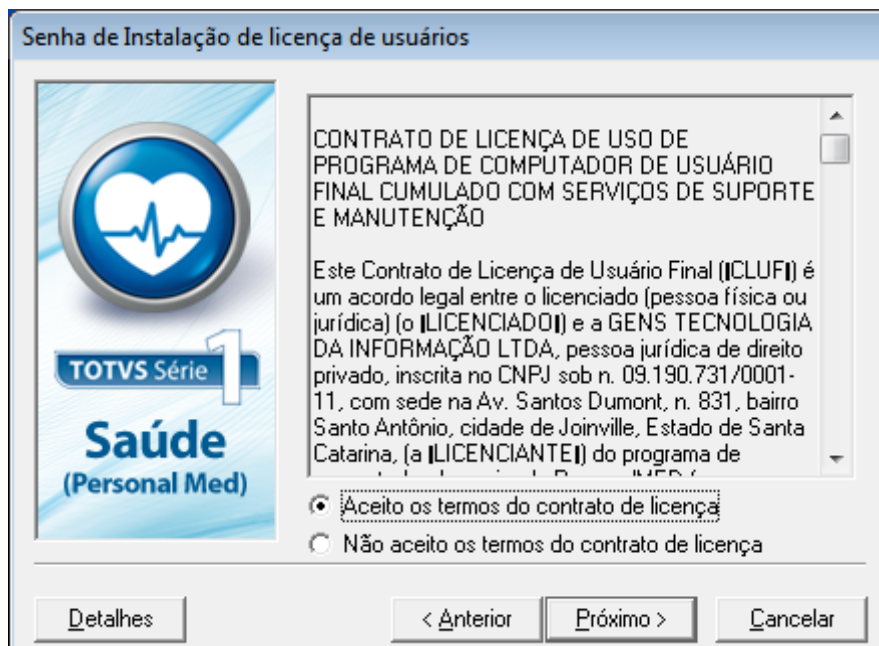 Senha de Instalação de licença de usuários
TOTVS Série 1
Saúde
(Personal Med)
CONTRATO DE LICENÇA DE USO DE
PROGRAMA DE COMPUTADOR DE USUÁRIO
FINAL CUMULADO COM SERVIÇOS DE SUPORTE
E MANUTENÇÃO
Este Contrato de Licença de Usuário Final (|CLUF|) é
um acordo legal entre o licenciado (pessoa física ou
jurídica) (o |LICENCIADO|) e a GENS TECNOLOGIA
DA INFORMAÇÃO LTDA, pessoa jurídica de direito
privado, inscrita no CNPJ sob n. 09.190.731/0001-
11, com sede na Av. Santos Dumont, n. 831, bairro
Santo Antônio, cidade de Joinville, Estado de Santa
Catarina, (a |LICENCIANTE|) do programa de
Aceito os termos do contrato de licença
Não aceito os termos do contrato de licença
Detalhes
< Anterior
Próximo >
Cancelar